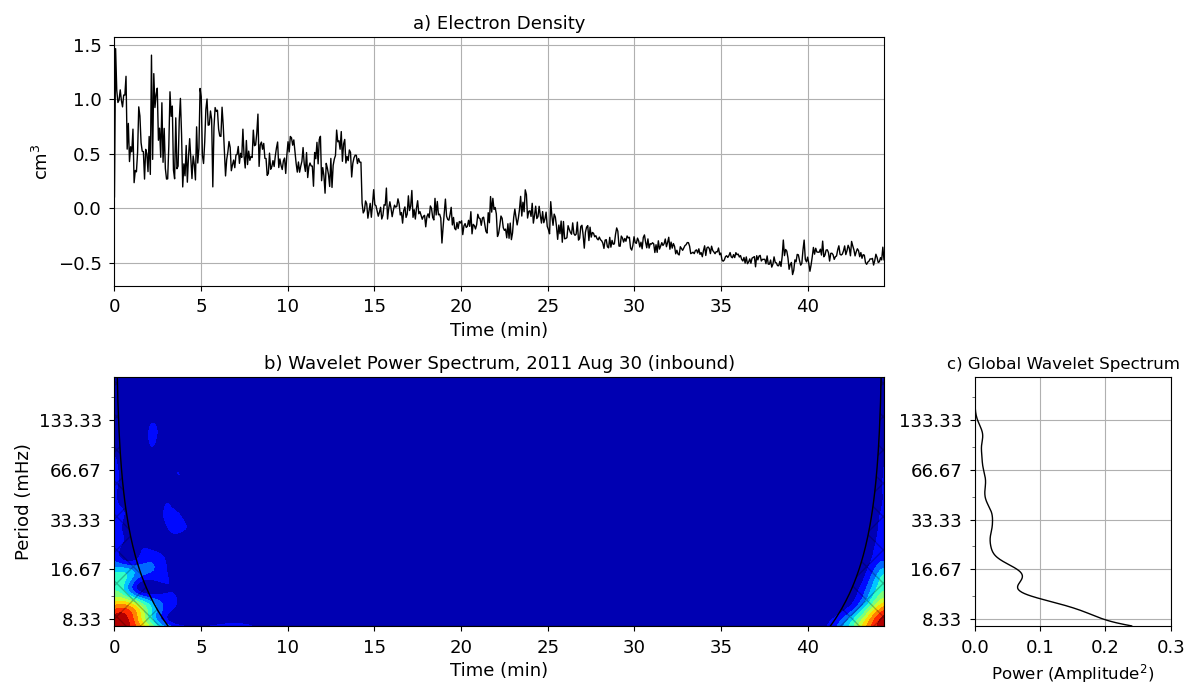 a) Electron Density
1.5
1.0
0.5
0.0
−0.5
cm³
0 5 10 15 20 25 30 35 40
Time (min)
b) Wavelet Power Spectrum, 2011 Aug 30 (inbound)
133.33
66.67
33.33
16.67
8.33
Period (mHz)
0 5 10 15 20 25 30 35 40
Time (min)
c) Global Wavelet Spectrum
133.33
66.67
33.33
16.67
8.33
0.0 0.1 0.2 0.3
Power (Amplitude²)